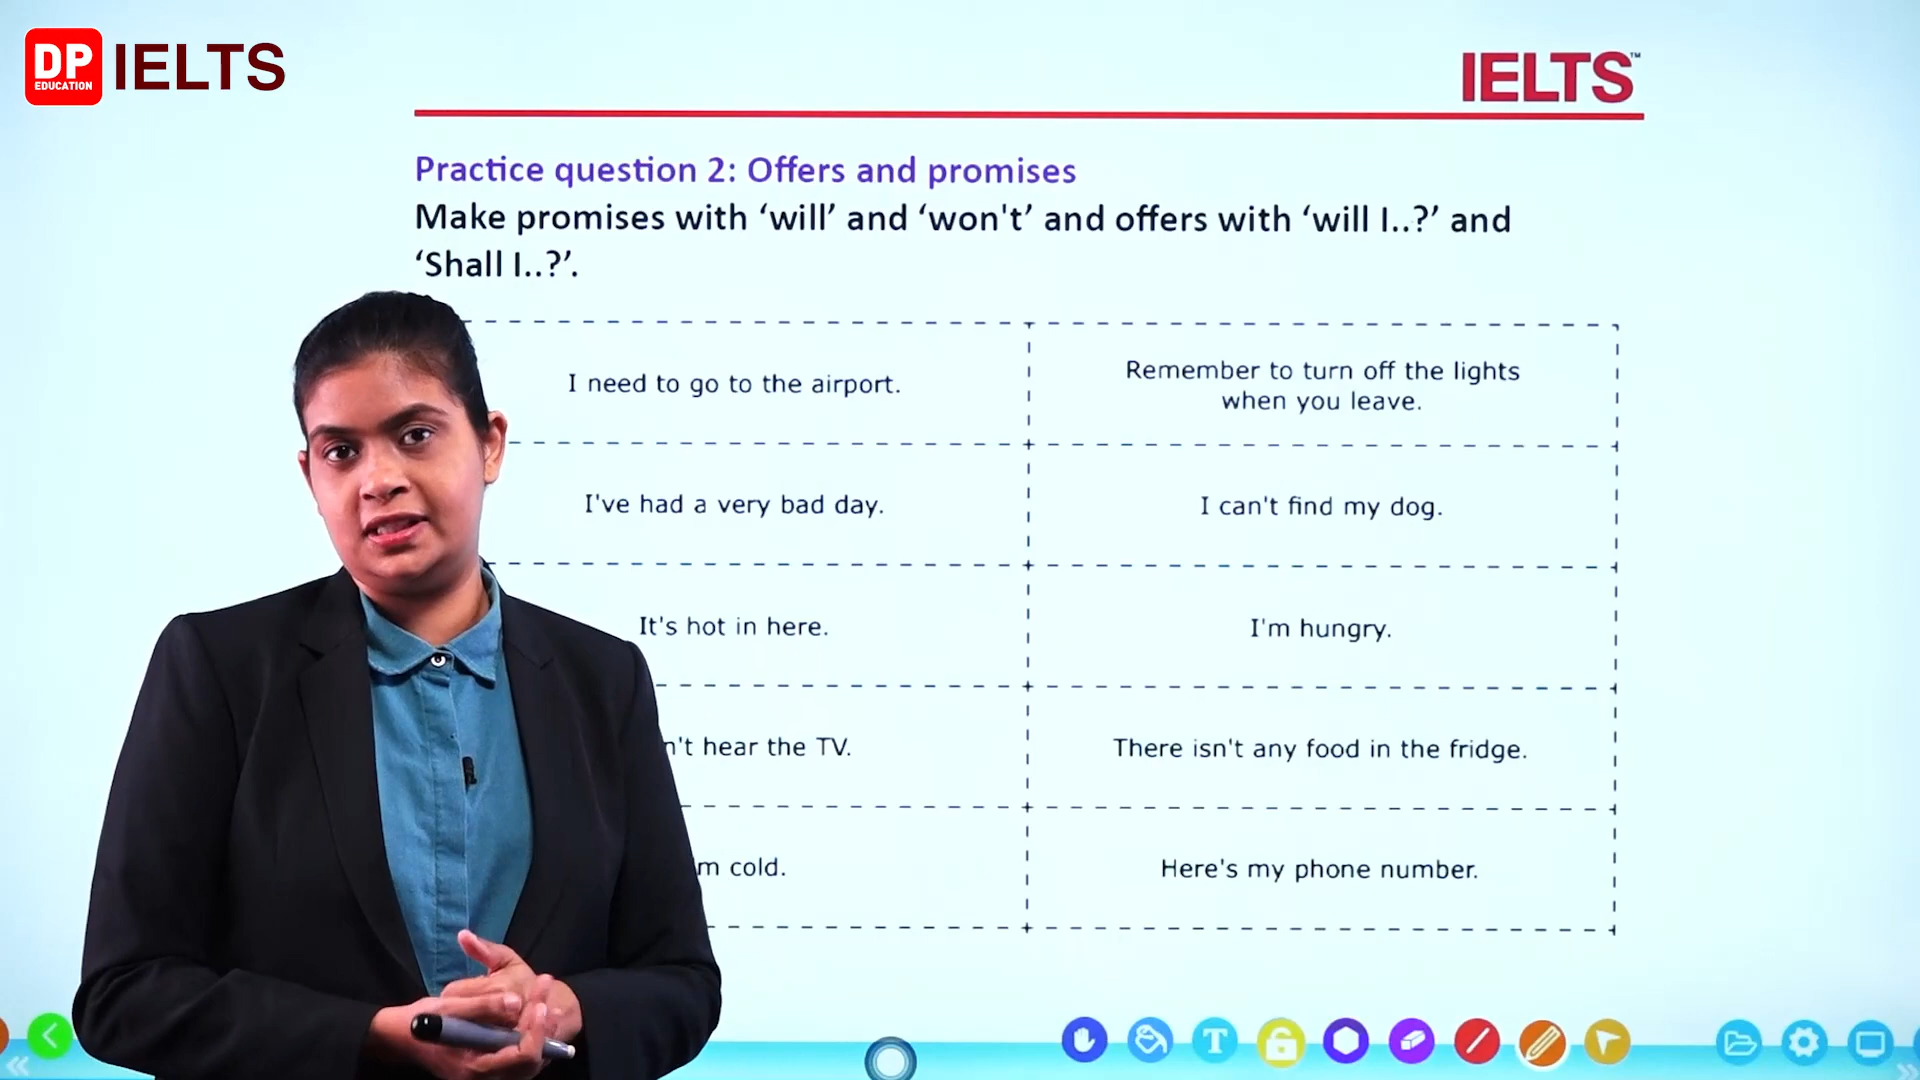 DP
EDUCATION
IELTS
IELTS™
Practice question 2: Offers and promises
Make promises with ‘will’ and ‘won't’ and offers with ‘will I..?’ and
‘Shall I..?’.
I need to go to the airport.
Remember to turn off the lights
when you leave.
I've had a very bad day.
I can't find my dog.
It's hot in here.
I'm hungry.
hear the TV.
There isn't any food in the fridge.
cold.
Here's my phone number.
T